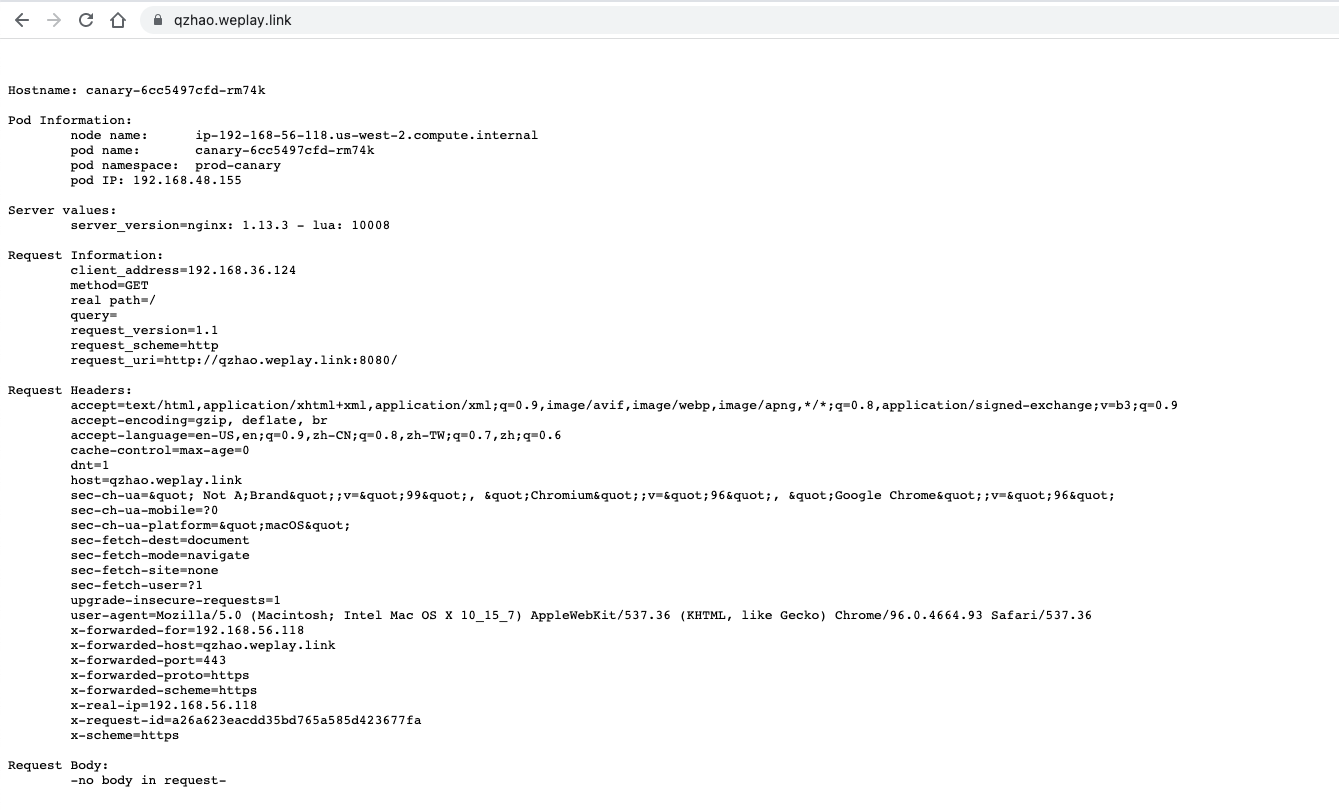 qzhao.weplay.link
Hostname: canary-6cc5497cfd-rm74k
Pod Information:
node name: ip-192-168-56-118.us-west-2.compute.internal
pod name: canary-6cc5497cfd-rm74k
pod namespace: prod-canary
pod IP: 192.168.48.155
Server values:
server_version=nginx: 1.13.3 - lua: 10008
Request Information:
client_address=192.168.36.124
method=GET
real path=/
query=
request_version=1.1
request_scheme=http
request_uri=http://qzhao.weplay.link:8080/
Request Headers:
accept=text/html,application/xhtml+xml,application/xml;q=0.9,image/avif,image/webp,image/apng,*/*;q=0.8,application/signed-exchange;v=b3;q=0.9
accept-encoding=gzip, deflate, br
accept-language=en-US,en;q=0.9,zh-CN;q=0.8,zh-TW;q=0.7,zh;q=0.6
cache-control=max-age=0
dnt=1
host=qzhao.weplay.link
sec-ch-ua=&quot; Not A;Brand&quot;;v=&quot;99&quot;, &quot;Chromium&quot;;v=&quot;96&quot;, &quot;Google Chrome&quot;;v=&quot;96&quot;
sec-ch-ua-mobile=?0
sec-ch-ua-platform=&quot;macOS&quot;
sec-fetch-dest=document
sec-fetch-mode=navigate
sec-fetch-site=none
sec-fetch-user=?1
upgrade-insecure-requests=1
user-agent=Mozilla/5.0 (Macintosh; Intel Mac OS X 10_15_7) AppleWebKit/537.36 (KHTML, like Gecko) Chrome/96.0.4664.93 Safari/537.36
x-forwarded-for=192.168.56.118
x-forwarded-host=qzhao.weplay.link
x-forwarded-port=443
x-forwarded-proto=https
x-forwarded-scheme=https
x-real-ip=192.168.56.118
x-request-id=a26a623eacdd35bd765a585d423677fa
x-scheme=https
Request Body:
-no body in request-